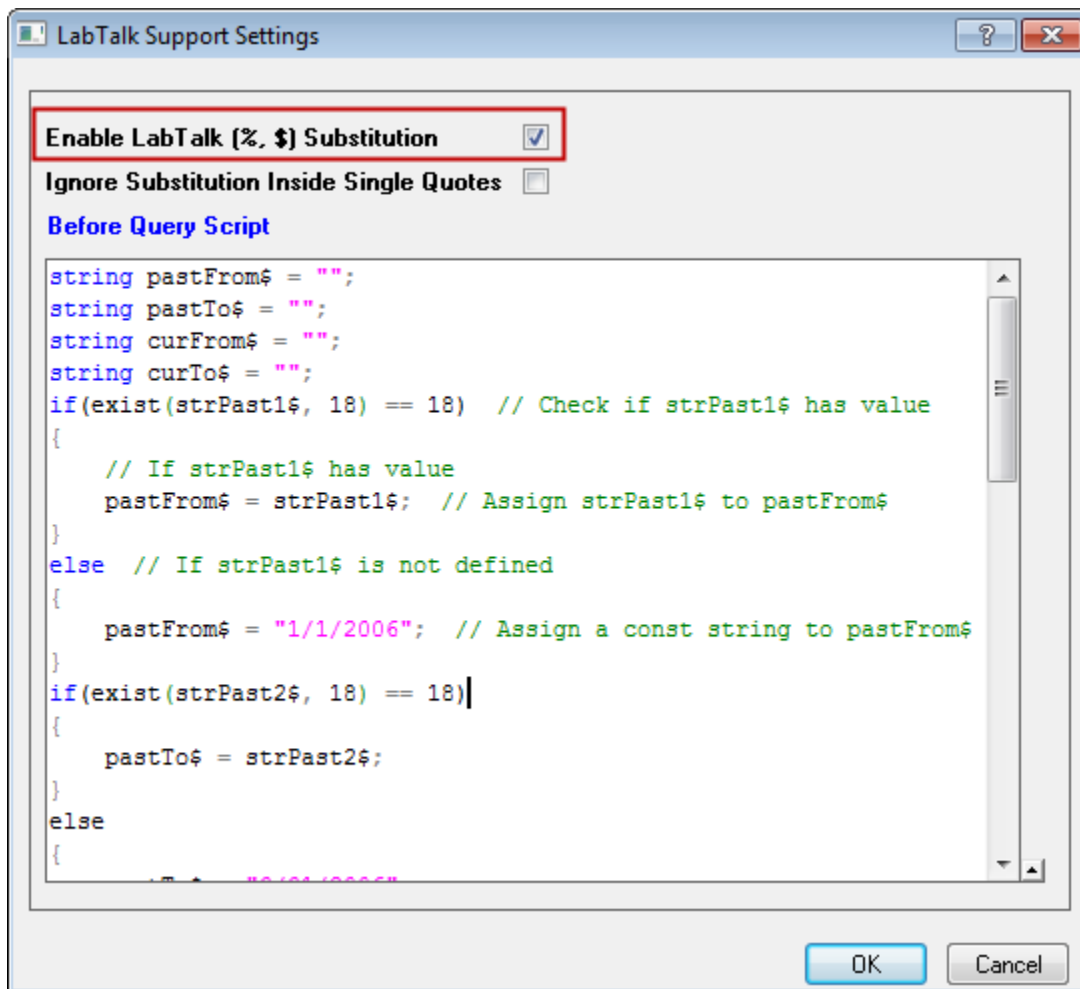 LabTalk Support Settings
Enable LabTalk (%, $) Substitution
Ignore Substitution Inside Single Quotes
Before Query Script
string pastFrom$ = "";
string pastTo$ = "";
string curFrom$ = "";
string curTo$ = "";
if(exist(strPast1$, 18) == 18)  // Check if strPast1$ has value
{
    // If strPast1$ has value
    pastFrom$ = strPast1$;  // Assign strPast1$ to pastFrom$
}
else  // If strPast1$ is not defined
{
    pastFrom$ = "1/1/2006";  // Assign a const string to pastFrom$
}
if(exist(strPast2$, 18) == 18)
{
    pastTo$ = strPast2$;
}
else
{
OK Cancel